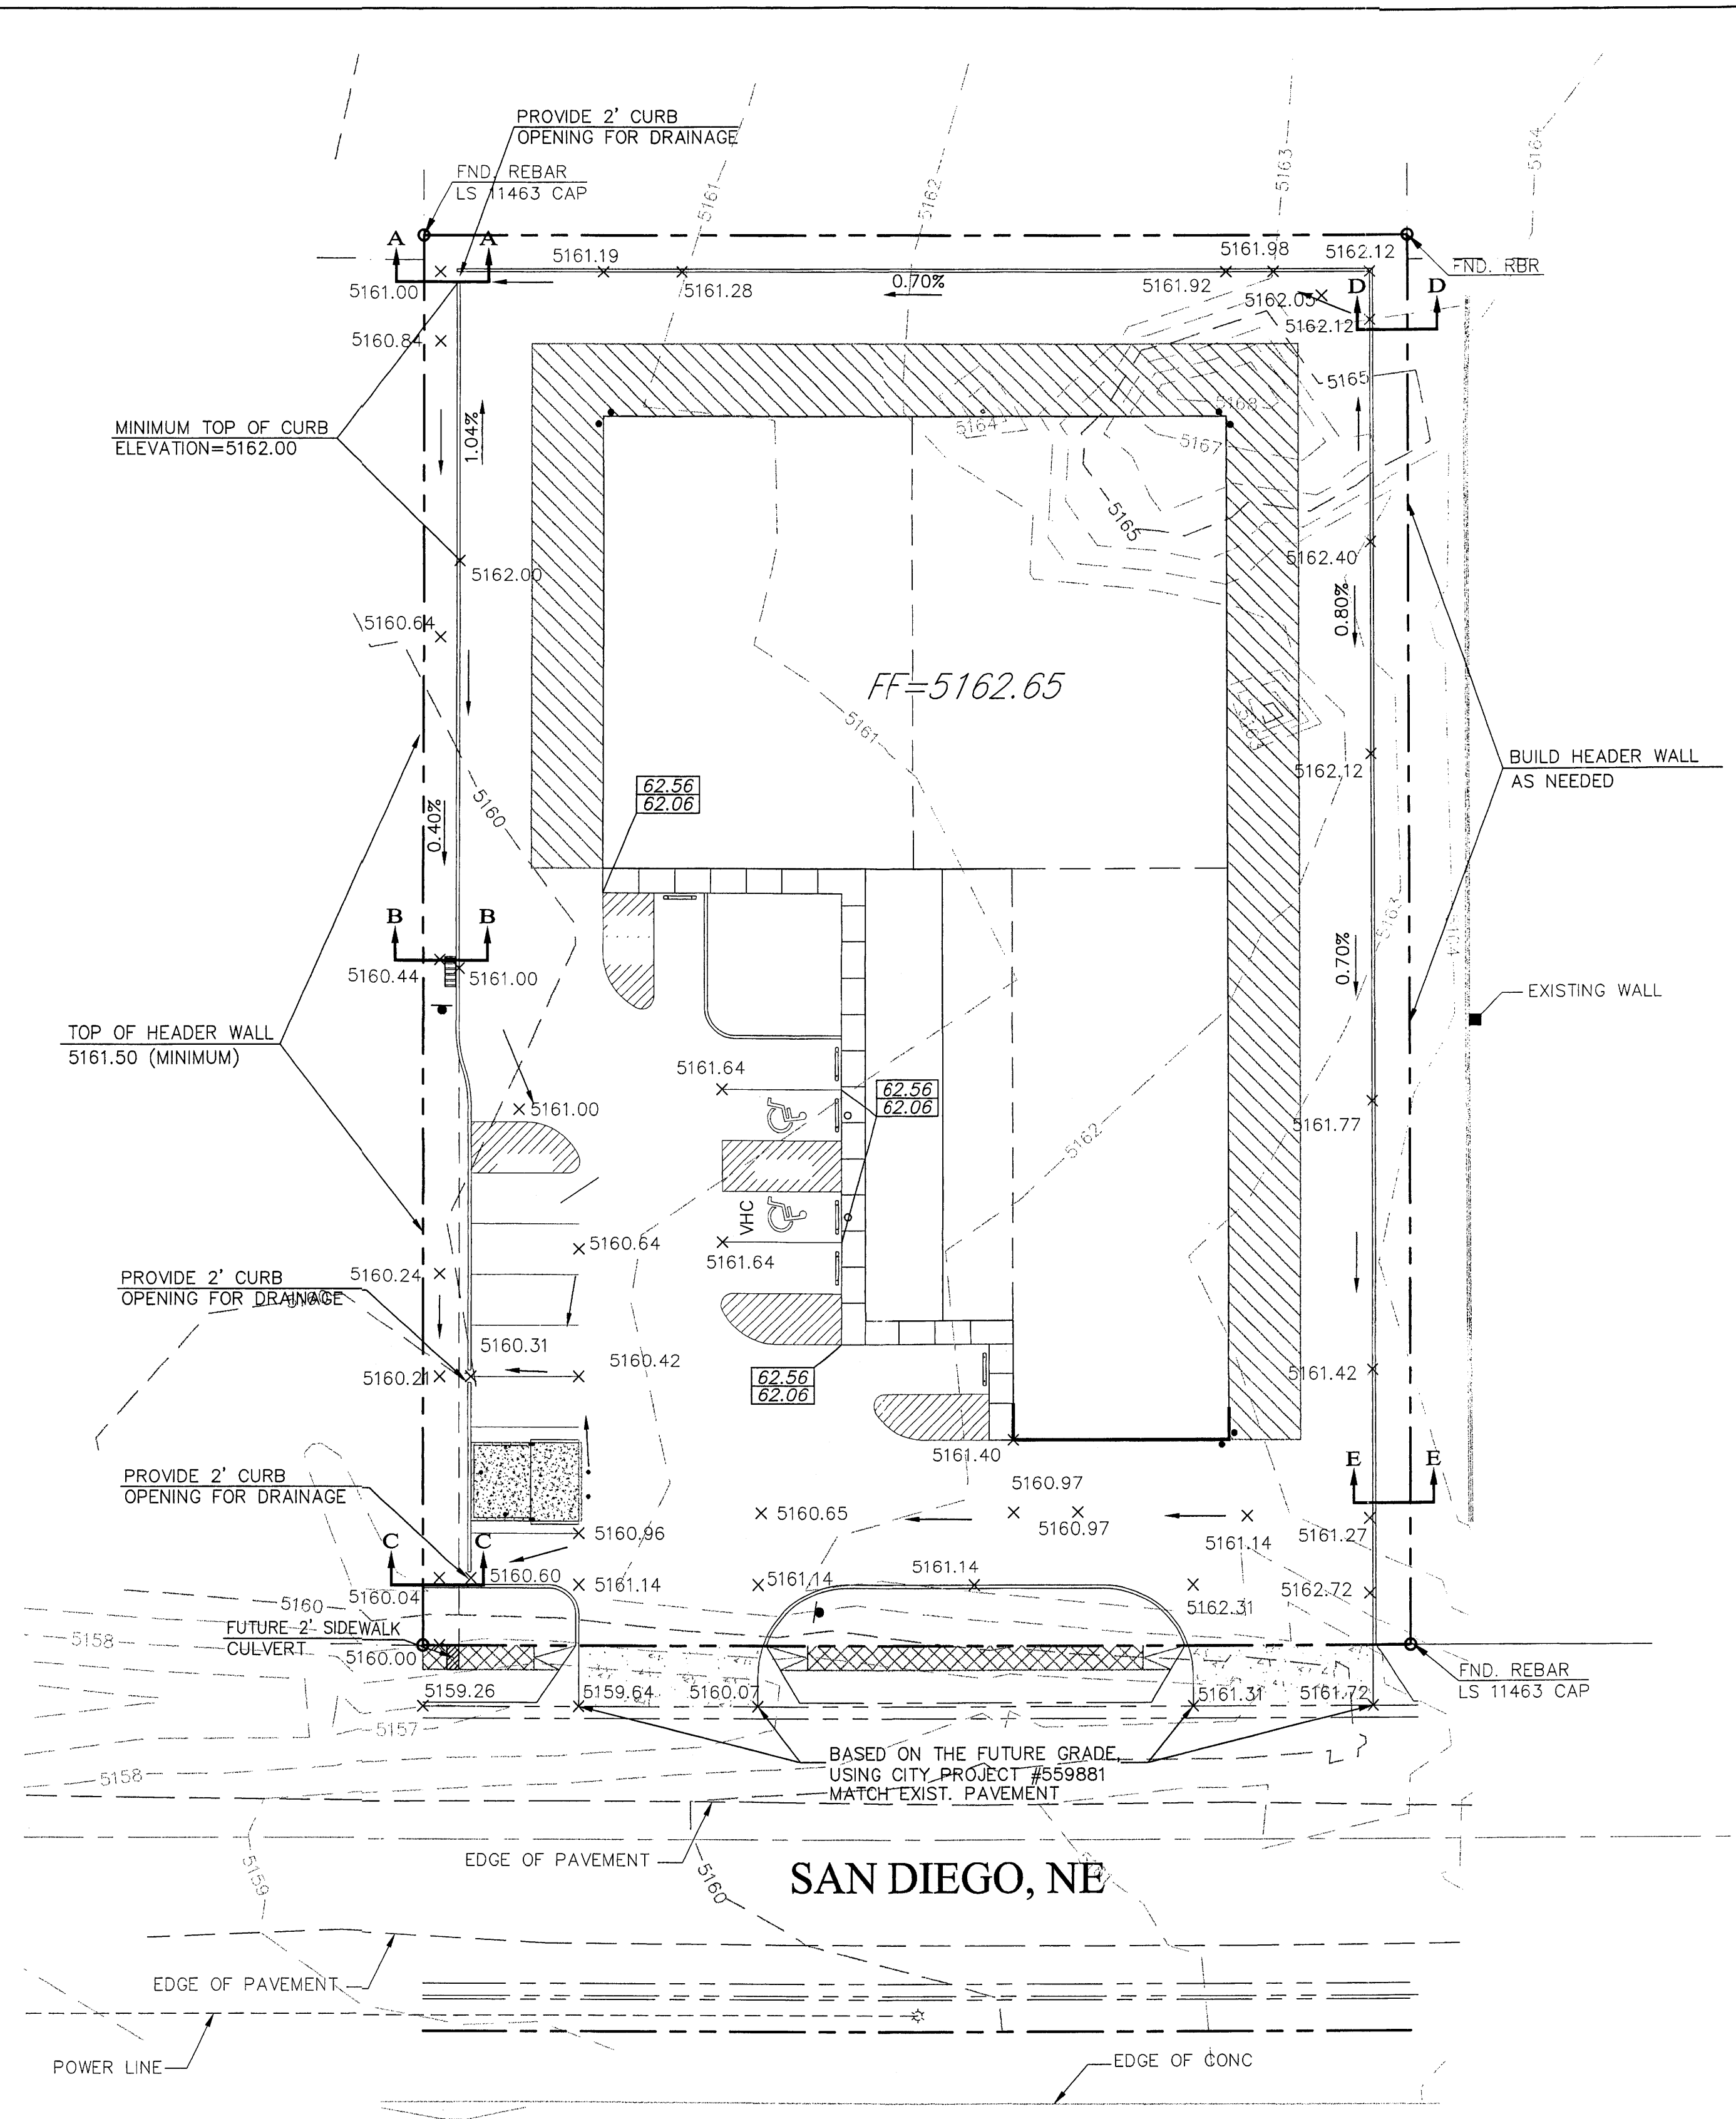 PROVIDE 2' CURB
OPENING FOR DRAINAGE
FND. REBAR
LS 11463 CAP
5161
5162
5163
5164
A A
5161.19
5161.98
5162.12
FND. RBR
5161.00
5161.28
0.70%
5161.92
5162.05
D D
5162.12
5160.84
5165
5168
MINIMUM TOP OF CURB
ELEVATION=5162.00
1.04%
5164
5167
5165
5162.00
5162.40
5160.64
0.80%
FF=5162.65
5161
BUILD HEADER WALL
AS NEEDED
5162.12
62.56
62.06
5160
0.40%
B B
5163
5160.44
5161.00
0.70%
EXISTING WALL
TOP OF HEADER WALL
5161.50 (MINIMUM)
5161.64
62.56
62.06
5161.00
5161.77
5162
VHC
5160.64
5161.64
PROVIDE 2' CURB
OPENING FOR DRAINAGE
5160.24
5160.31
5160.42
5160.21
62.56
62.06
5161.42
5161.40
PROVIDE 2' CURB
OPENING FOR DRAINAGE
E E
5160.97
5160.65
5160.97
5160.96
5161.14
5161.27
C C
5160.60
5161.14
5161.14
5161.14
5162.72
5160.04
5160
5162.31
FUTURE 2' SIDEWALK
CULVERT
5158
5160.00
FND. REBAR
LS 11463 CAP
5159.26
5159.64
5160.07
5161.31
5161.72
5157
BASED ON THE FUTURE GRADE,
USING CITY PROJECT #559881
MATCH EXIST. PAVEMENT
5158
EDGE OF PAVEMENT
5159
5160
SAN DIEGO, NE
EDGE OF PAVEMENT
POWER LINE
EDGE OF CONC